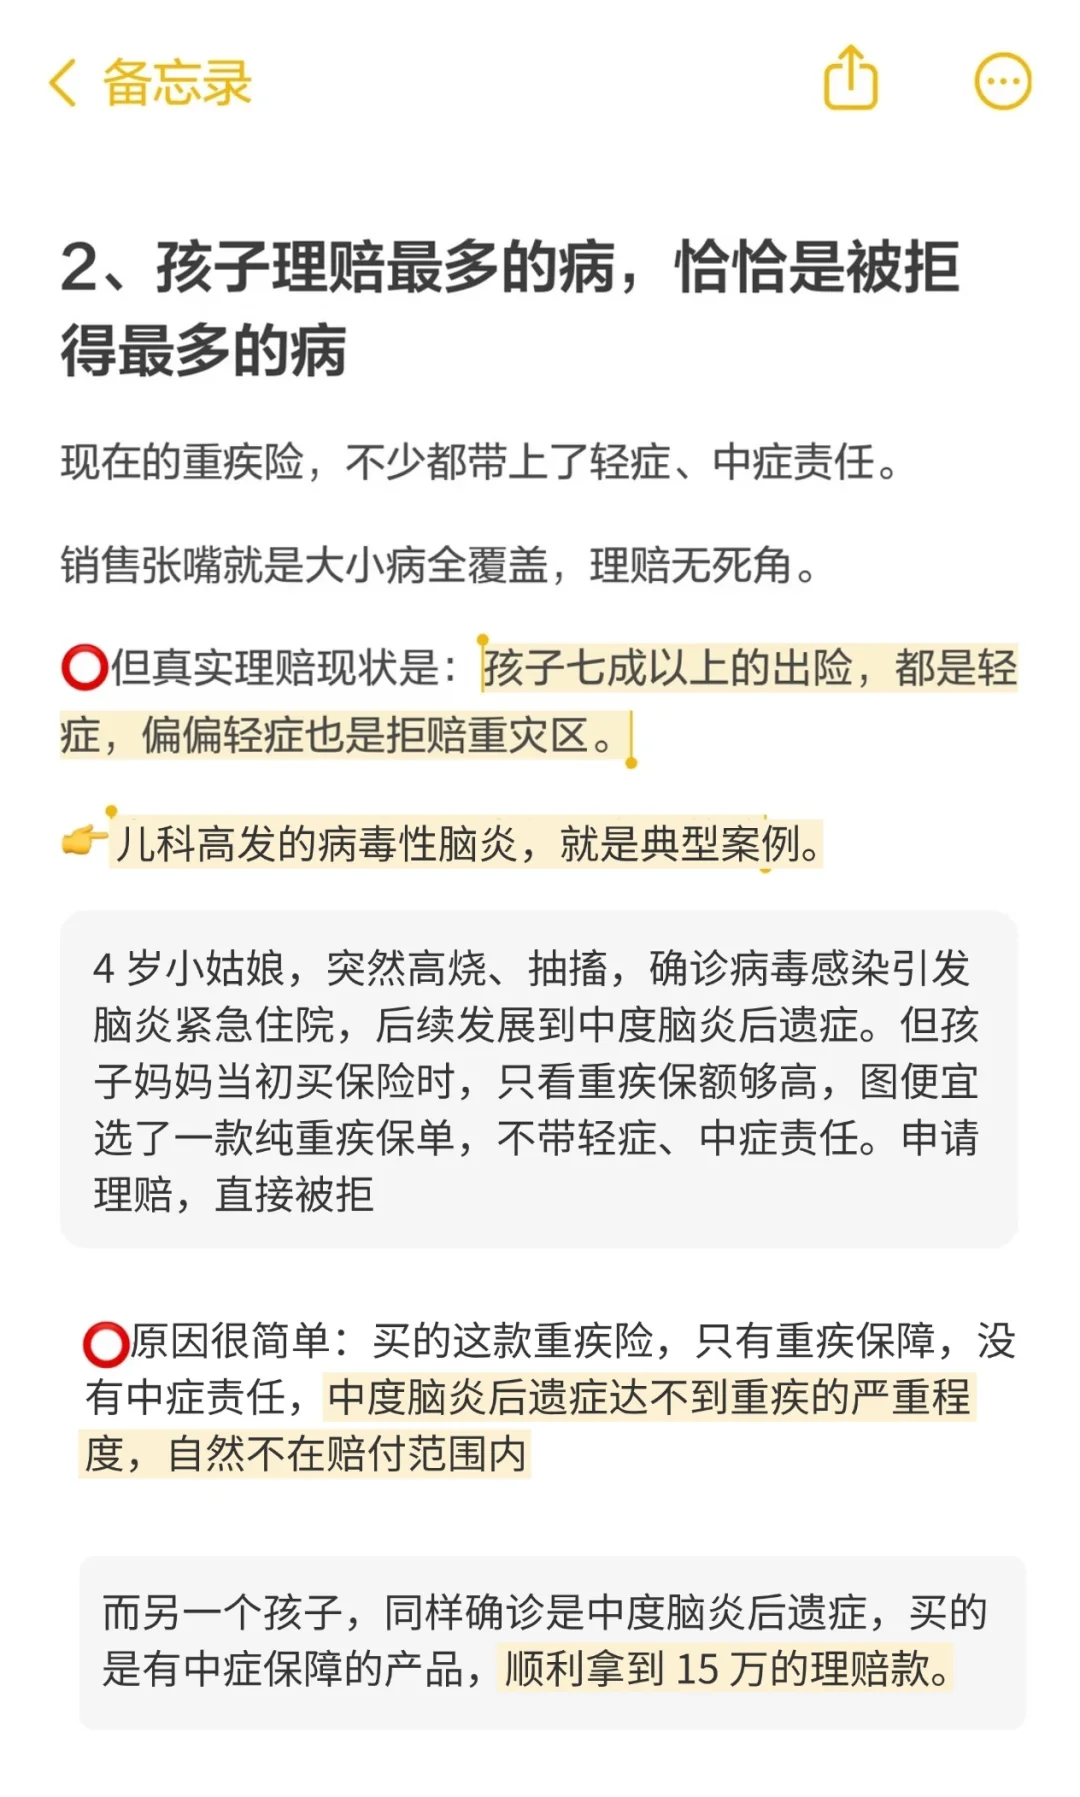 备忘录
2、孩子理赔最多的病，恰恰是被拒
得最多的病
现在的重疾险，不少都带上了轻症、中症责任。
销售张嘴就是大小病全覆盖，理赔无死角。
⭕但真实理赔现状是：孩子七成以上的出险，都是轻
症，偏偏轻症也是拒赔重灾区。
👉儿科高发的病毒性脑炎，就是典型案例。
4 岁小姑娘，突然高烧、抽搐，确诊病毒感染引发
脑炎紧急住院，后续发展到中度脑炎后遗症。但孩
子妈妈当初买保险时，只看重疾保额够高，图便宜
选了一款纯重疾保单，不带轻症、中症责任。申请
理赔，直接被拒
⭕原因很简单：买的这款重疾险，只有重疾保障，没
有中症责任，中度脑炎后遗症达不到重疾的严重程
度，自然不在赔付范围内
而另一个孩子，同样确诊是中度脑炎后遗症，买的
是有中症保障的产品，顺利拿到 15 万的理赔款。